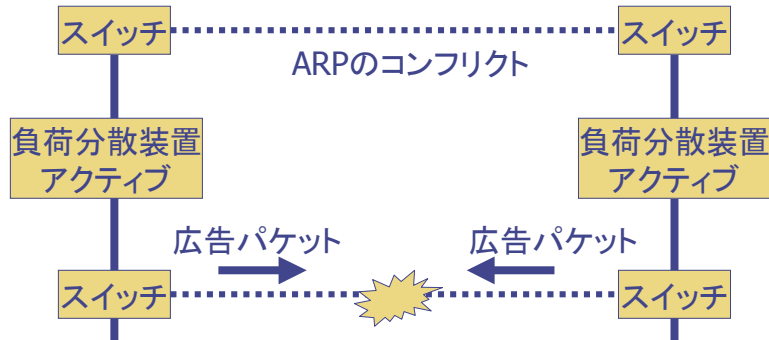 スイッチ
スイッチ
ARPのコンフリクト
負荷分散装置
アクティブ
負荷分散装置
アクティブ
広告パケット
広告パケット
スイッチ
スイッチ